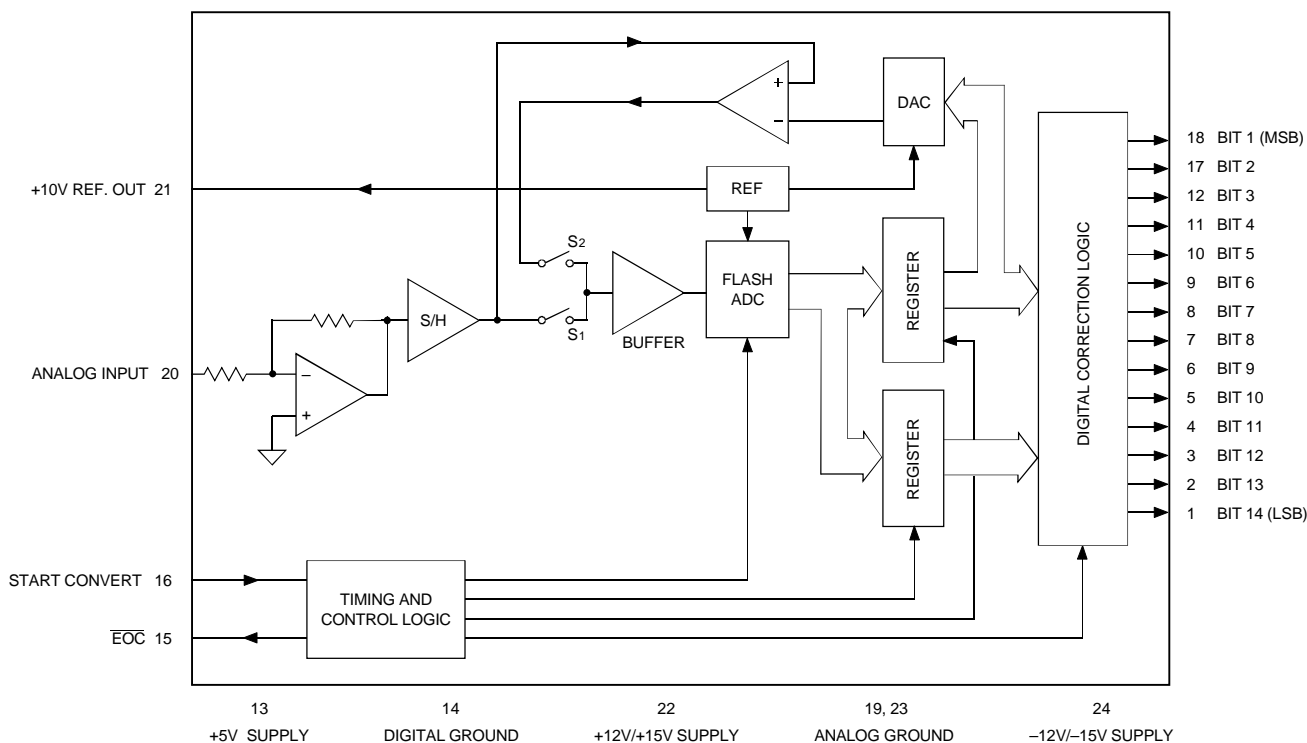 +
–
DAC
18 BIT 1 (MSB)
17 BIT 2
12 BIT 3
11 BIT 4
10 BIT 5
9 BIT 6
8 BIT 7
7 BIT 8
6 BIT 9
5 BIT 10
4 BIT 11
3 BIT 12
2 BIT 13
1 BIT 14 (LSB)
+10V REF. OUT 21
REF
S2
S1
S/H
BUFFER
FLASH
ADC
REGISTER
REGISTER
DIGITAL CORRECTION LOGIC
ANALOG INPUT 20
–
+
START CONVERT 16
TIMING AND
CONTROL LOGIC
EOC 15
13
+5V SUPPLY
14
DIGITAL GROUND
22
+12V/+15V SUPPLY
19, 23
ANALOG GROUND
24
–12V/–15V SUPPLY